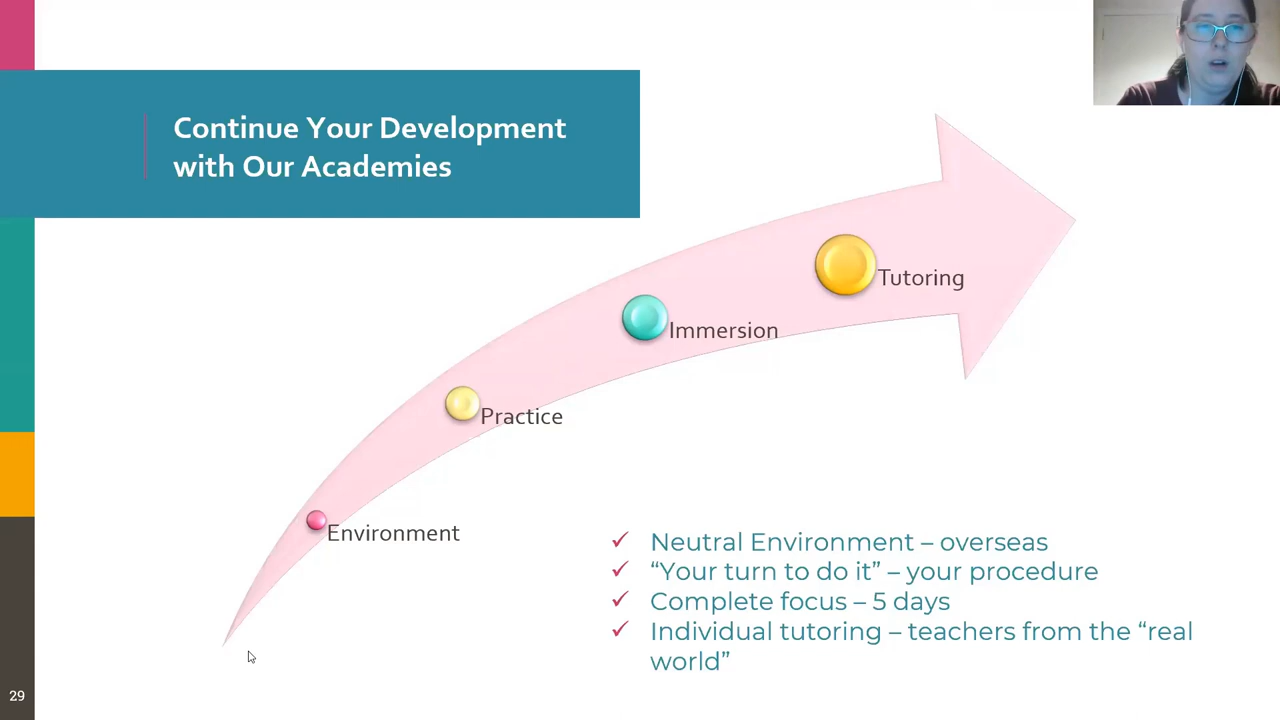 Continue Your Development
with Our Academies
Tutoring
Immersion
Practice
Environment
✓ Neutral Environment – overseas
✓ “Your turn to do it” – your procedure
✓ Complete focus – 5 days
✓ Individual tutoring – teachers from the “real
world”
29